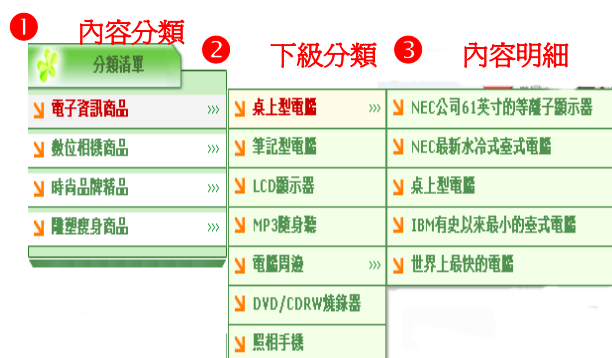 1 內容分類
2 下級分類
3 內容明細
分類清單
電子資訊商品 >>>
數位相機商品 >>>
時尚品牌精品 >>>
雕塑瘦身商品 >>>
桌上型電腦 >>>
筆記型電腦
LCD顯示器
MP3隨身聽
電腦周邊 >>>
DVD/CDRW燒錄器
照相手機
NEC公司61英寸的等離子顯示器
NEC最新水冷式臺式電腦
桌上型電腦
IBM有史以來最小的臺式電腦
世界上最快的電腦